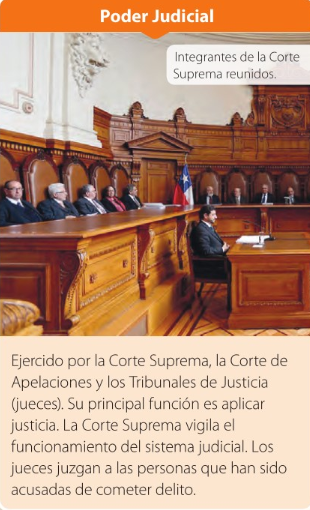 Poder Judicial
Integrantes de la Corte
Suprema reunidos.
Ejercido por la Corte Suprema, la Corte de
Apelaciones y los Tribunales de Justicia
(jueces). Su principal función es aplicar
justicia. La Corte Suprema vigila el
funcionamiento del sistema judicial. Los
jueces juzgan a las personas que han sido
acusadas de cometer delito.